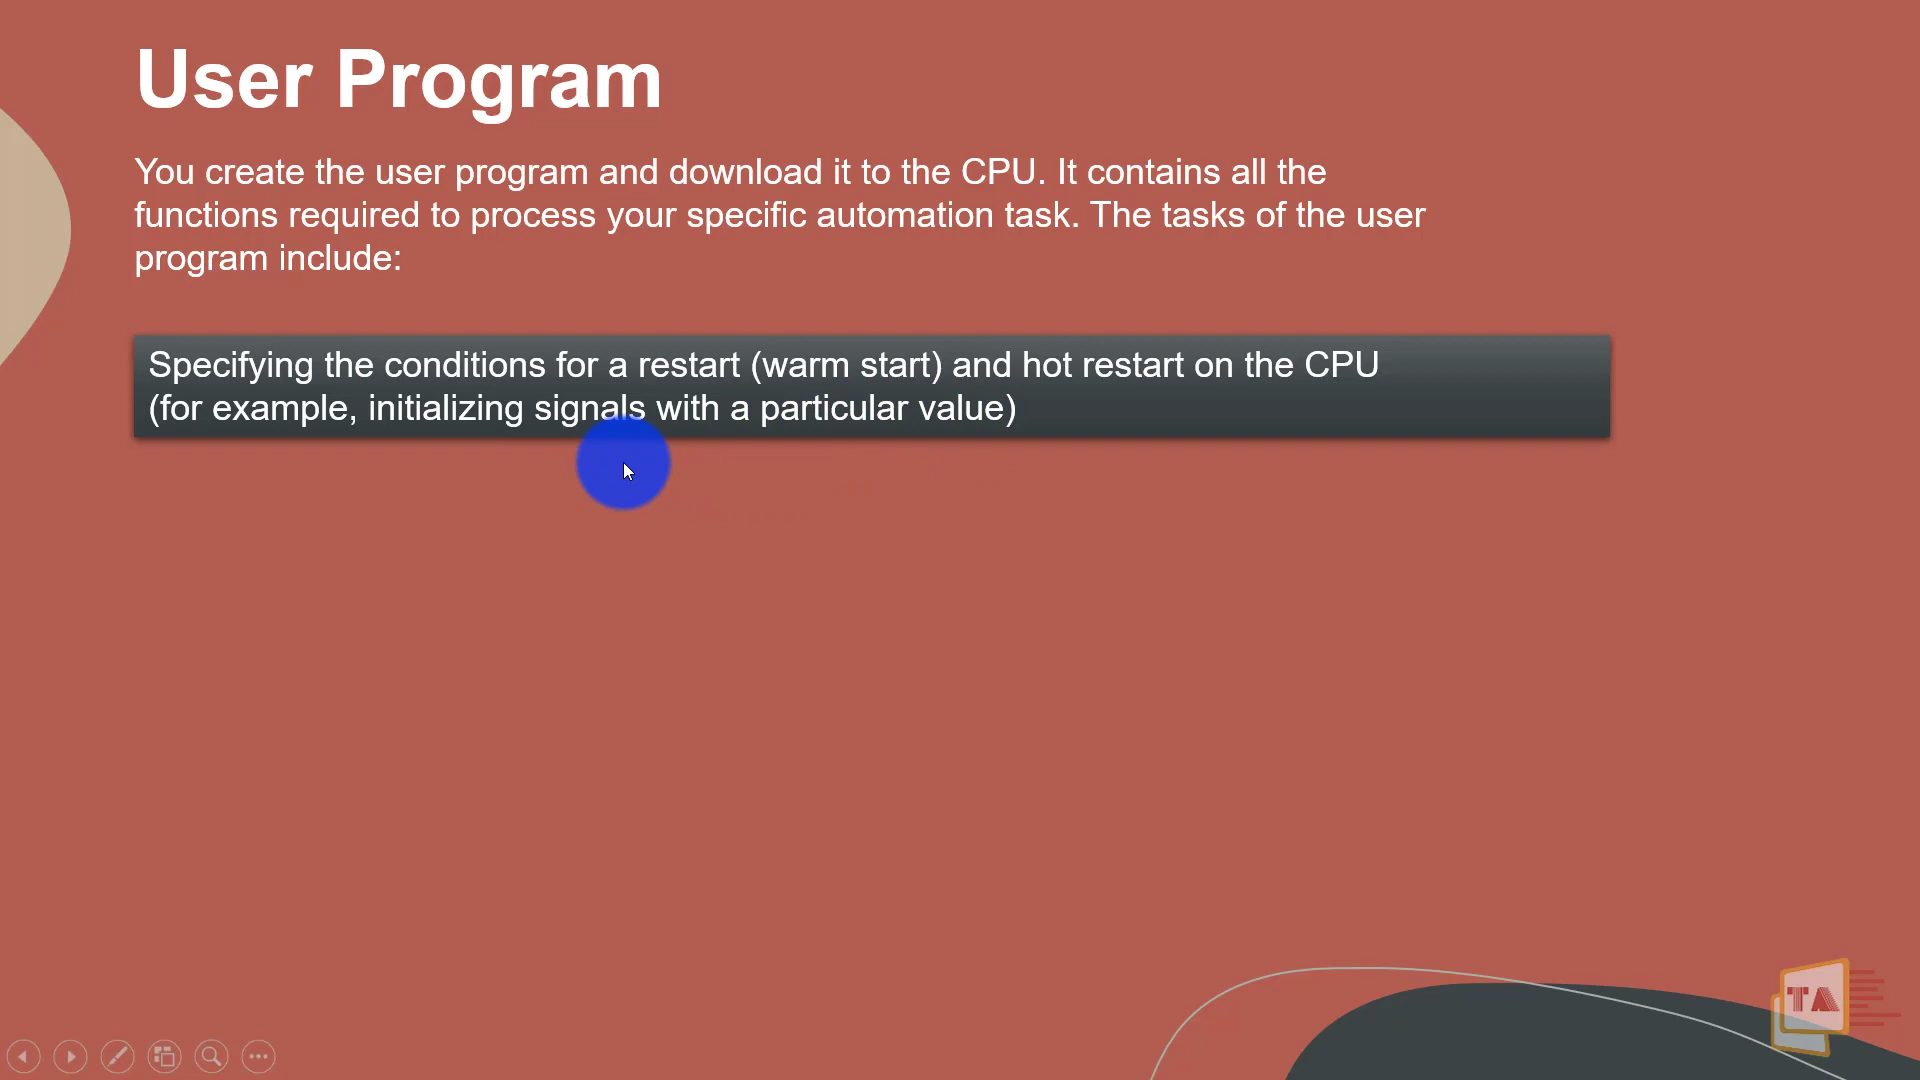 User Program
You create the user program and download it to the CPU. It contains all the
functions required to process your specific automation task. The tasks of the user
program include:
Specifying the conditions for a restart (warm start) and hot restart on the CPU
(for example, initializing signals with a particular value)
TA